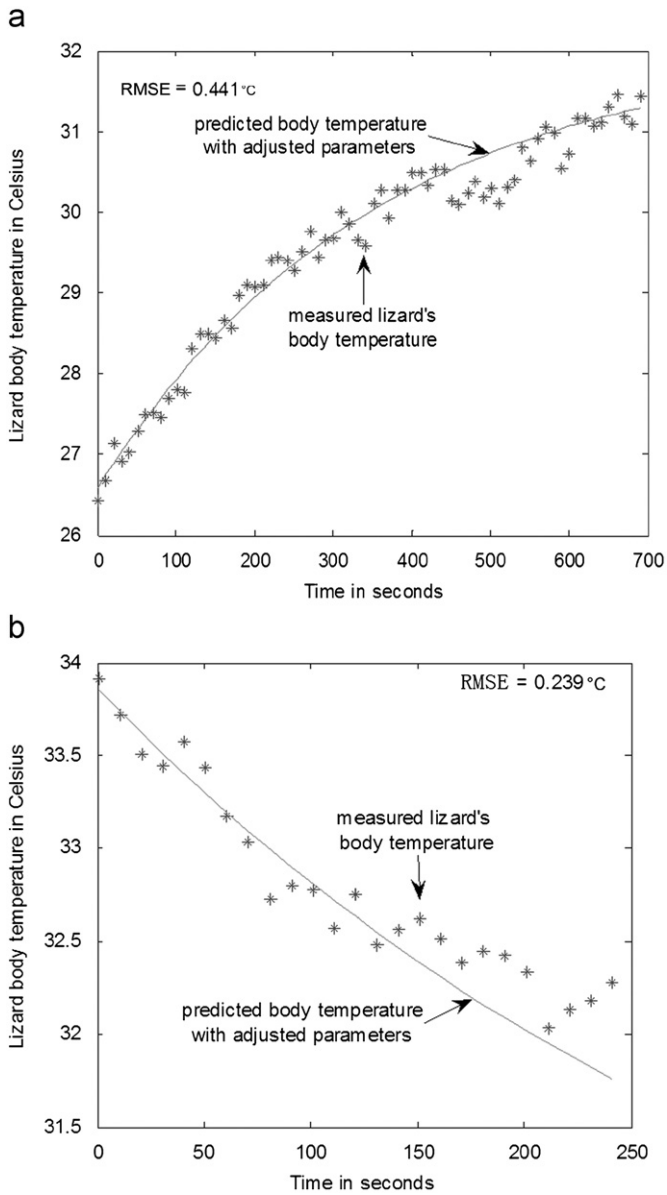 a
32
RMSE = 0.441°C
predicted body temperature
with adjusted parameters
31
30
measured lizard's
body temperature
29
28
27
26
Lizard body temperature in Celsius
0 100 200 300 400 500 600 700
Time in seconds
b
34
RMSE = 0.239°C
33.5
measured lizard's
body temperature
33
32.5
predicted body temperature
with adjusted parameters
32
31.5
Lizard body temperature in Celsius
0 50 100 150 200 250
Time in seconds